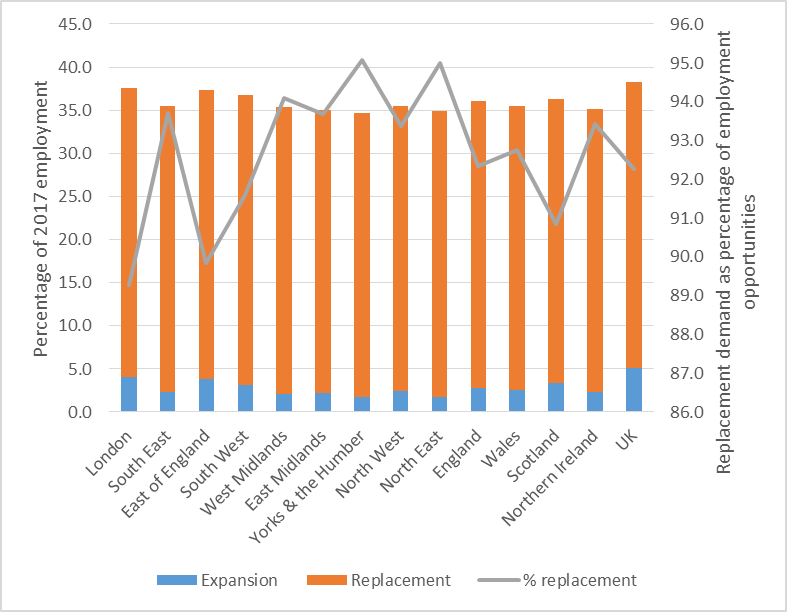 45.0
40.0
35.0
30.0
25.0
20.0
15.0
10.0
5.0
0.0
Percentage of 2017 employment
96.0
95.0
94.0
93.0
92.0
91.0
90.0
89.0
88.0
87.0
86.0
Replacement demand as percentage of employment
opportunities
London
South East
East of England
South West
West Midlands
East Midlands
Yorks & the Humber
North West
North East
England
Wales
Scotland
Northern Ireland
UK
Expansion
Replacement
% replacement